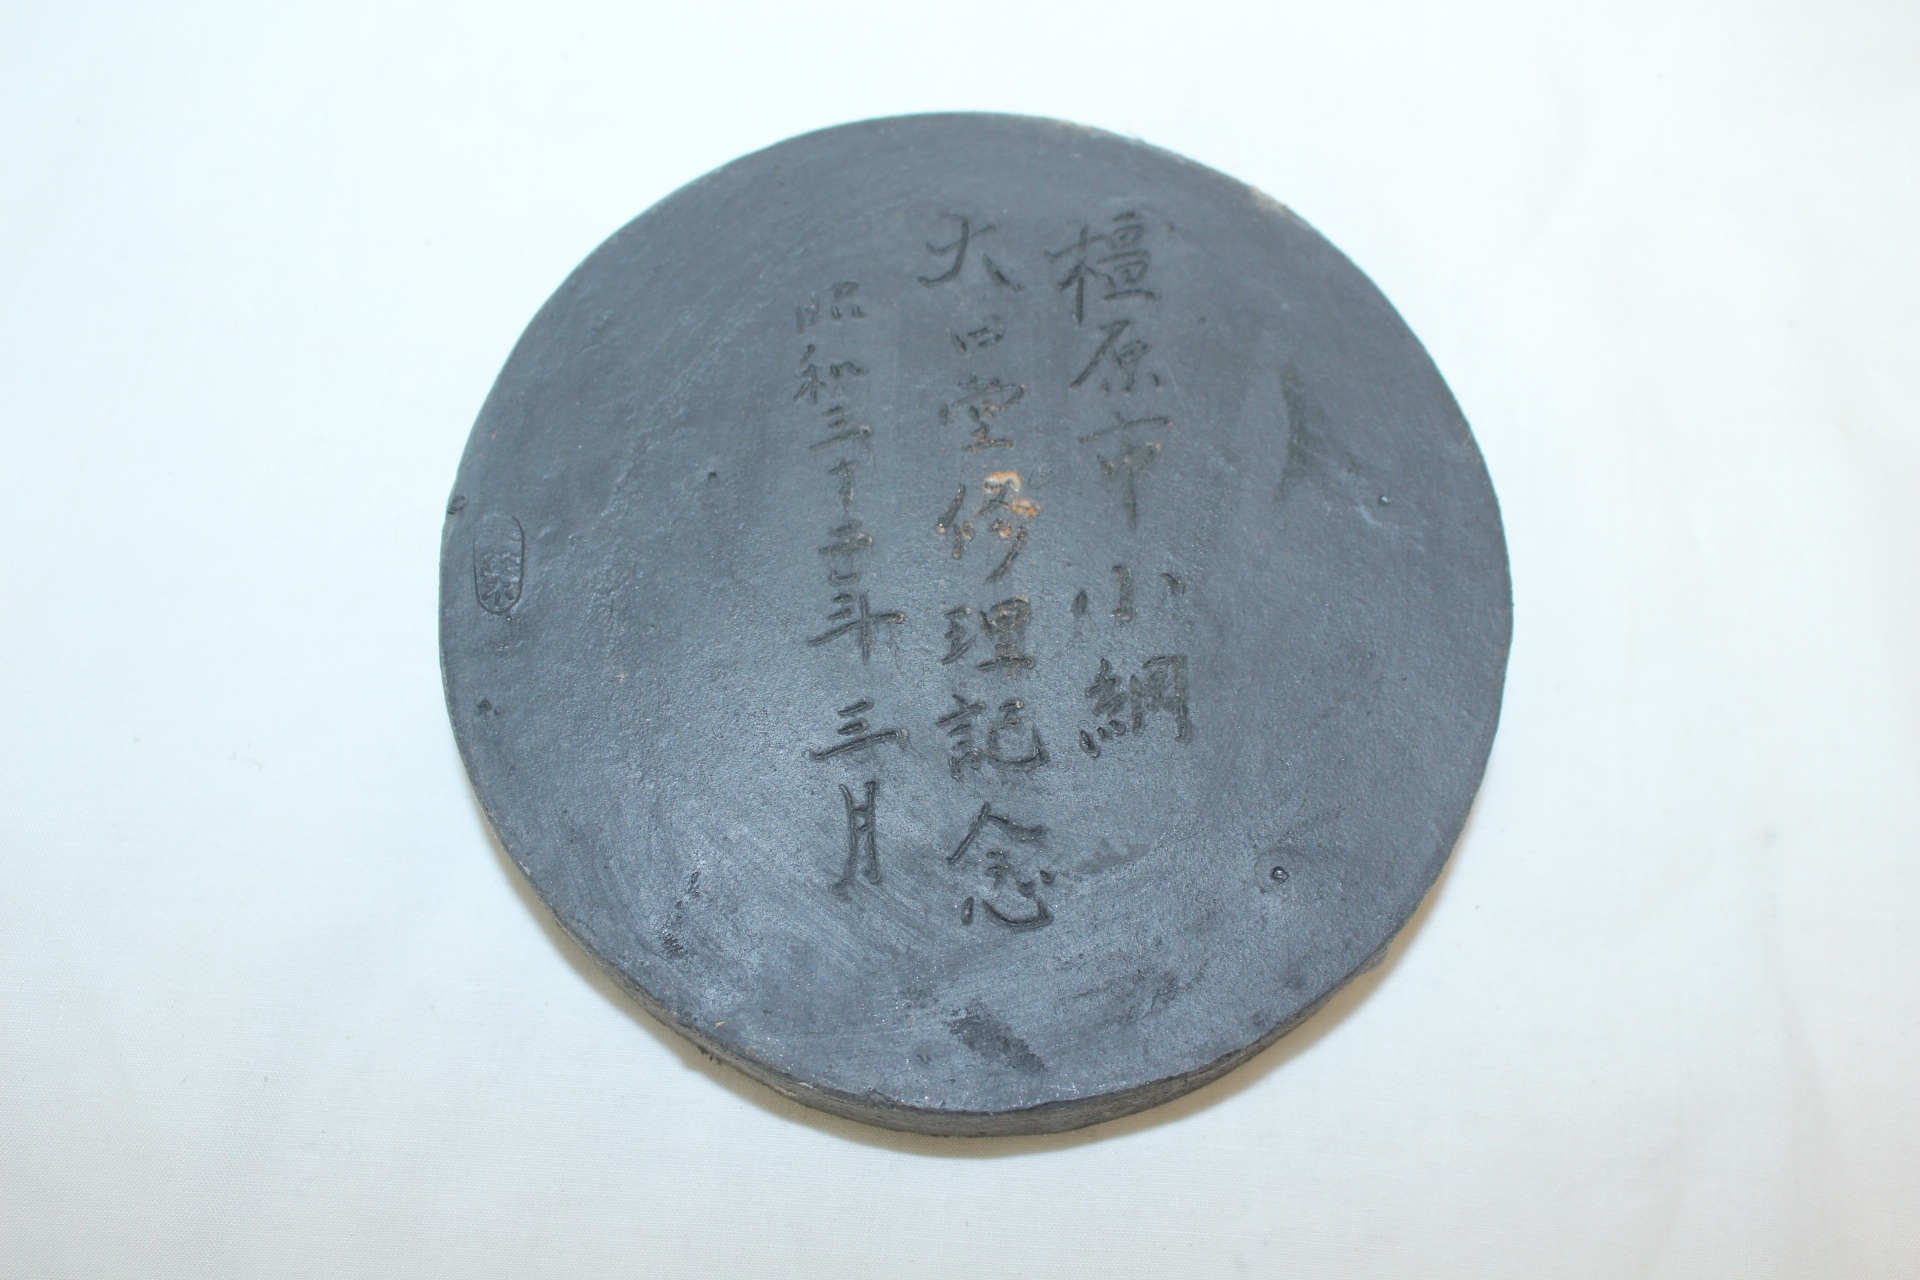 橿原市小綱
大日堂修理記念
昭和三十二年三月